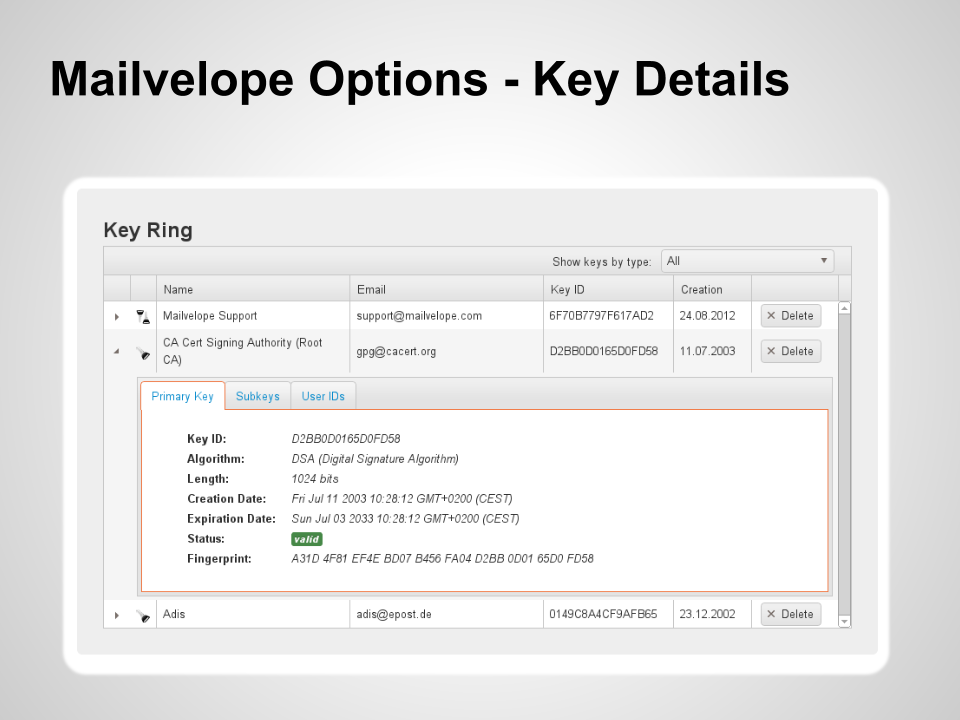 Mailvelope Options - Key Details
Key Ring
Show keys by type: All
Name Email Key ID Creation
Mailvelope Support support@mailvelope.com 6F70B7797F617AD2 24.08.2012 Delete
CA Cert Signing Authority (Root CA) gpg@cacert.org D2BB0D0165D0FD58 11.07.2003 Delete
Primary Key Subkeys User IDs
Key ID: D2BB0D0165D0FD58
Algorithm: DSA (Digital Signature Algorithm)
Length: 1024 bits
Creation Date: Fri Jul 11 2003 10:28:12 GMT+0200 (CEST)
Expiration Date: Sun Jul 03 2033 10:28:12 GMT+0200 (CEST)
Status: valid
Fingerprint: A31D 4F81 EF4E BD07 B456 FA04 D2BB 0D01 65D0 FD58
Adis adis@epost.de 0149C8A4CF9AFB65 23.12.2002 Delete